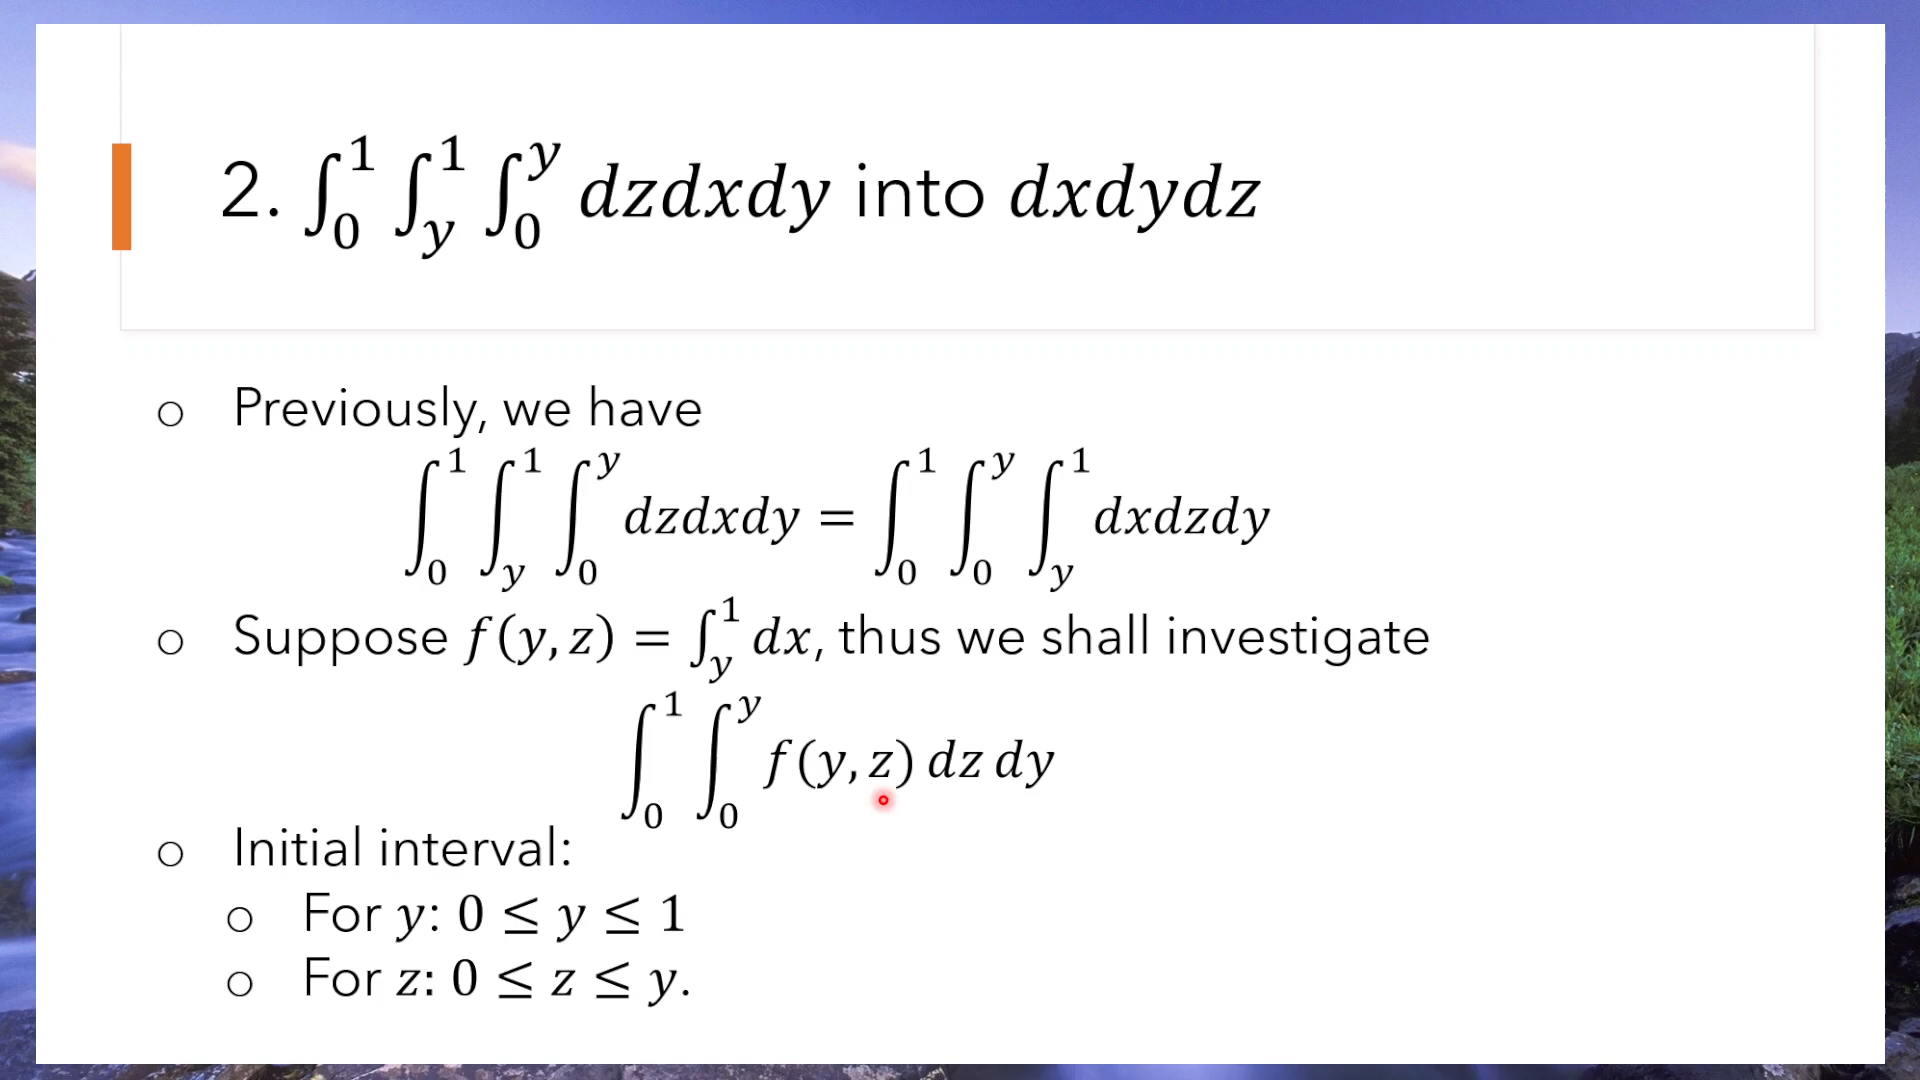 2. ∫₀¹ ∫ᵧ¹ ∫₀ʸ dzdxdy into dxdydz
○ Previously, we have
∫₀¹ ∫ᵧ¹ ∫₀ʸ dzdxdy = ∫₀¹ ∫₀ʸ ∫ᵧ¹ dxdzdy
○ Suppose f(y, z) = ∫ᵧ¹ dx, thus we shall investigate
∫₀¹ ∫₀ʸ f(y, z) dz dy
○ Initial interval:
○ For y: 0 ≤ y ≤ 1
○ For z: 0 ≤ z ≤ y.